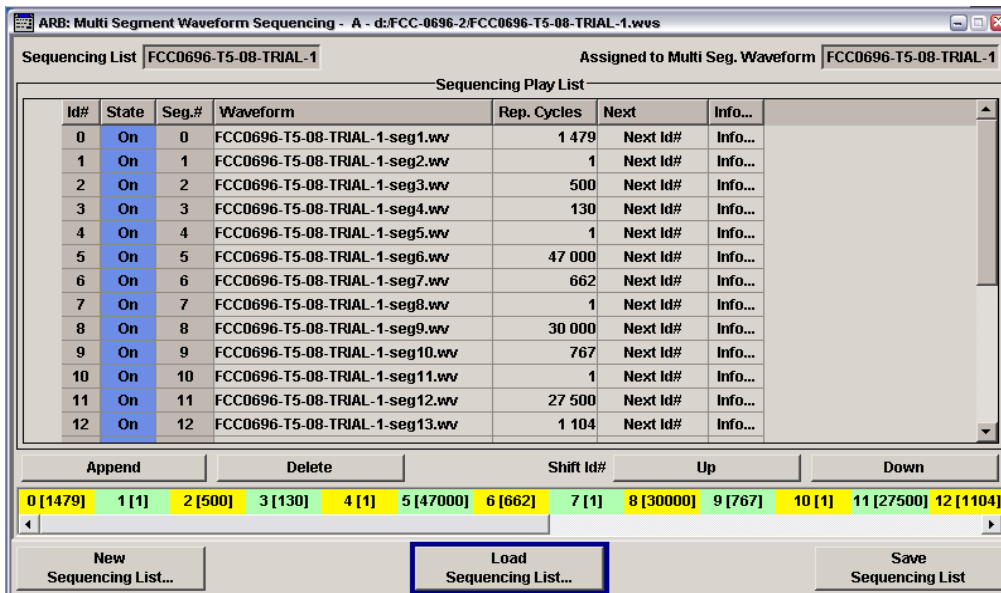 ARB: Multi Segment Waveform Sequencing - A - d:/FCC-0696-2/FCC0696-T5-08-TRIAL-1.wvs
Sequencing List FCC0696-T5-08-TRIAL-1 Assigned to Multi Seg. Waveform FCC0696-T5-08-TRIAL-1
Sequencing Play List
Id# State Seg.# Waveform Rep. Cycles Next Info...
0 On 0 FCC0696-T5-08-TRIAL-1-seg1.wv 1 479 Next Id# Info...
1 On 1 FCC0696-T5-08-TRIAL-1-seg2.wv 1 Next Id# Info...
2 On 2 FCC0696-T5-08-TRIAL-1-seg3.wv 500 Next Id# Info...
3 On 3 FCC0696-T5-08-TRIAL-1-seg4.wv 130 Next Id# Info...
4 On 4 FCC0696-T5-08-TRIAL-1-seg5.wv 1 Next Id# Info...
5 On 5 FCC0696-T5-08-TRIAL-1-seg6.wv 47 000 Next Id# Info...
6 On 6 FCC0696-T5-08-TRIAL-1-seg7.wv 662 Next Id# Info...
7 On 7 FCC0696-T5-08-TRIAL-1-seg8.wv 1 Next Id# Info...
8 On 8 FCC0696-T5-08-TRIAL-1-seg9.wv 30 000 Next Id# Info...
9 On 9 FCC0696-T5-08-TRIAL-1-seg10.wv 767 Next Id# Info...
10 On 10 FCC0696-T5-08-TRIAL-1-seg11.wv 1 Next Id# Info...
11 On 11 FCC0696-T5-08-TRIAL-1-seg12.wv 27 500 Next Id# Info...
12 On 12 FCC0696-T5-08-TRIAL-1-seg13.wv 1 104 Next Id# Info...
Append Delete Shift Id# Up Down
0 [1479] 1 [1] 2 [500] 3 [130] 4 [1] 5 [47000] 6 [662] 7 [1] 8 [30000] 9 [767] 10 [1] 11 [27500] 12 [1104]
New Sequencing List... Load Sequencing List... Save Sequencing List